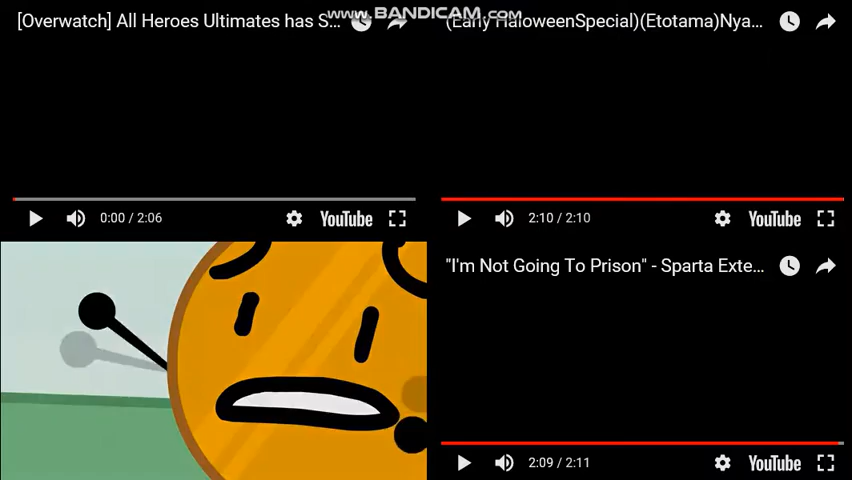 [Overwatch] All Heroes Ultimates has S...
www.BANDICAM.com
(Early HaloweenSpecial)(Etotama)Nya...
0:00 / 2:06
YouTube
2:10 / 2:10
YouTube
"I'm Not Going To Prison" - Sparta Exte...
2:09 / 2:11
YouTube